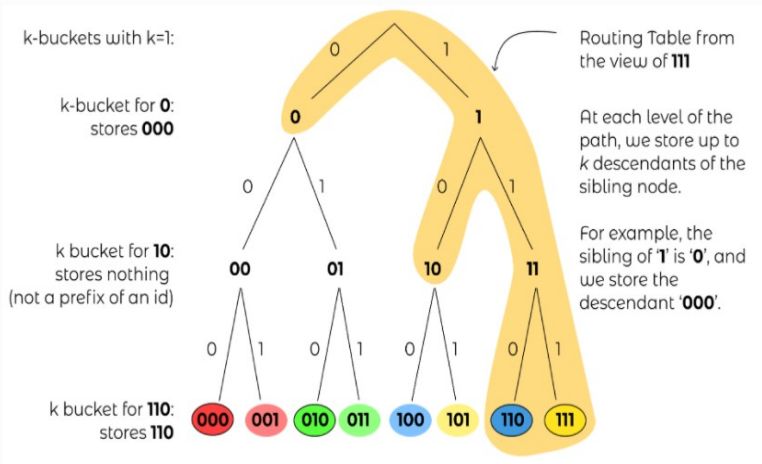 k-buckets with k=1:
0
1
Routing Table from
the view of 111
k-bucket for 0:
stores 000
0
1
At each level of the
path, we store up to
k descendants of the
sibling node.
0
1
0
1
For example, the
sibling of '1' is '0', and
we store the
descendant '000'.
k bucket for 10:
stores nothing
(not a prefix of an id)
00
01
10
11
0
1
0
1
0
1
0
1
k bucket for 110:
stores 110
000
001
010
011
100
101
110
111